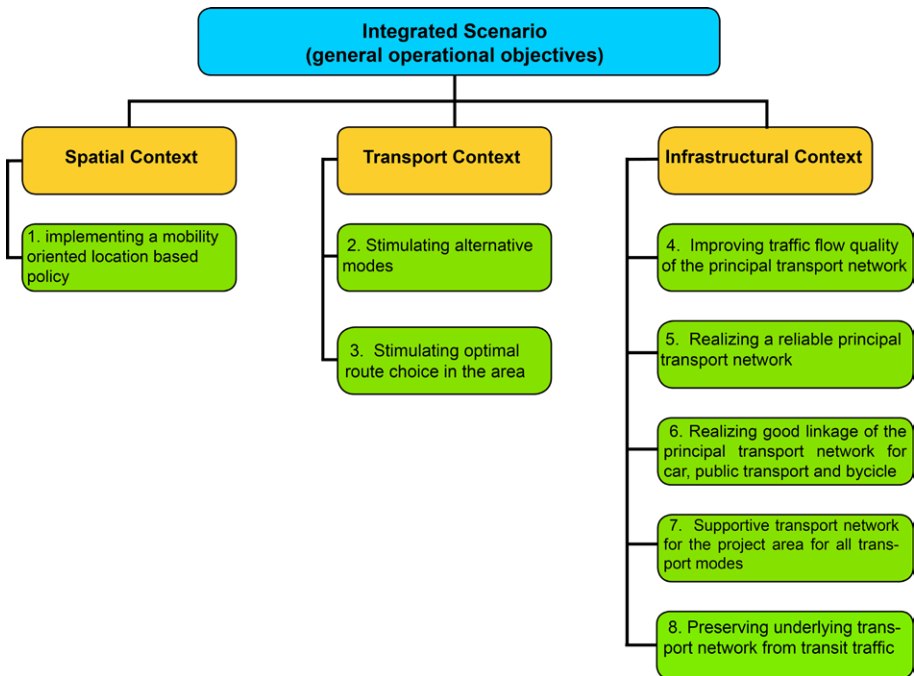 Integrated Scenario
(general operational objectives)
Spatial Context
Transport Context
Infrastructural Context
1. implementing a mobility
oriented location based
policy
2. Stimulating alternative
modes
3. Stimulating optimal
route choice in the area
4. Improving traffic flow quality
of the principal transport network
5. Realizing a reliable principal
transport network
6. Realizing good linkage of the
principal transport network for
car, public transport and bycicle
7. Supportive transport network
for the project area for all trans-
port modes
8. Preserving underlying trans-
port network from transit traffic